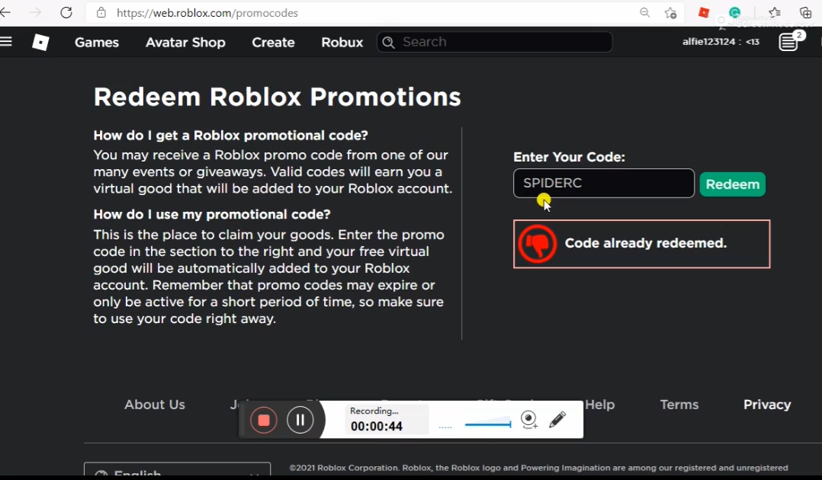 https://web.roblox.com/promocodes
Games Avatar Shop Create Robux Search alfie123124 : <13 2
Redeem Roblox Promotions
How do I get a Roblox promotional code?
You may receive a Roblox promo code from one of our
many events or giveaways. Valid codes will earn you a
virtual good that will be added to your Roblox account.
How do I use my promotional code?
This is the place to claim your goods. Enter the promo
code in the section to the right and your free virtual
good will be automatically added to your Roblox
account. Remember that promo codes may expire or
only be active for a short period of time, so make sure
to use your code right away.
Enter Your Code:
SPIDERC Redeem
Code already redeemed.
About Us Help Terms Privacy
Recording...
00:00:44
English
©2021 Roblox Corporation. Roblox, the Roblox logo and Powering Imagination are among our registered and unregistered